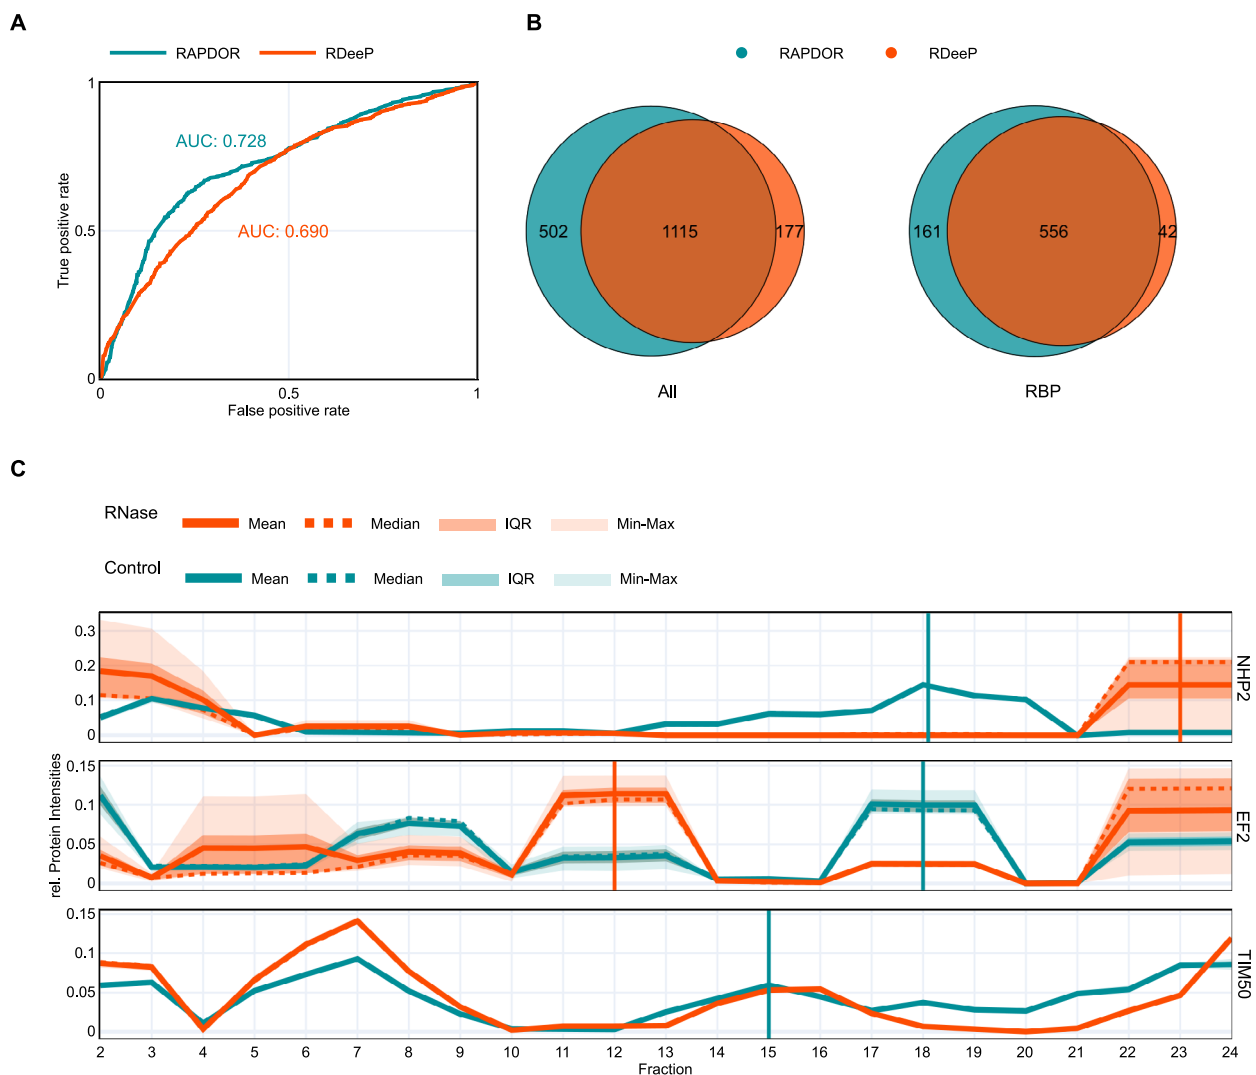 A
B
RAPDOR
RDeeP
RAPDOR
RDeeP
1
AUC: 0.728
True positive rate
0.5
AUC: 0.690
0
0
0.5
1
False positive rate
502
1115
177
161
556
42
All
RBP
C
RNase
Mean
Median
IQR
Min-Max
Control
Mean
Median
IQR
Min-Max
0.3
0.2
0.1
0
NHP2
rel. Protein Intensities
0.15
0.1
0.05
0
EF2
0.15
0.1
0.05
0
TIM50
2 3 4 5 6 7 8 9 10 11 12 13 14 15 16 17 18 19 20 21 22 23 24
Fraction